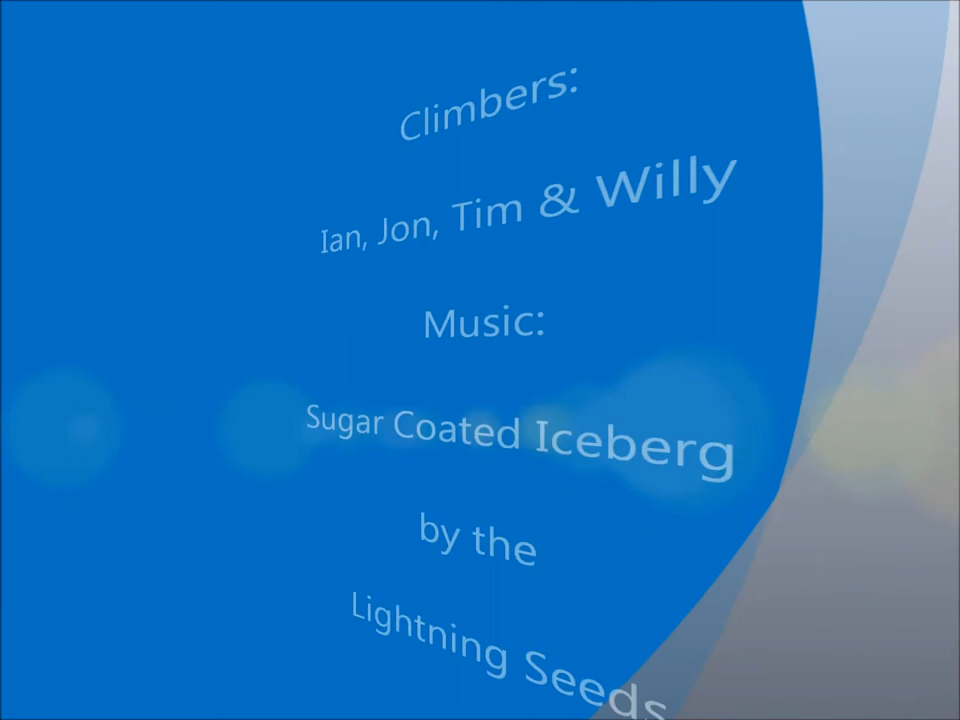 Climbers:
Ian, Jon, Tim & Willy
Music:
Sugar Coated Iceberg
by the
Lightning Seeds